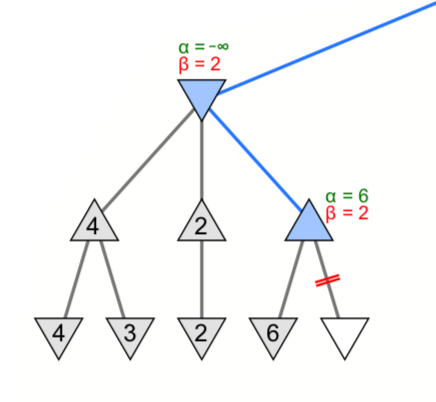 α = -∞
β = 2
4
2
α = 6
β = 2
4
3
2
6